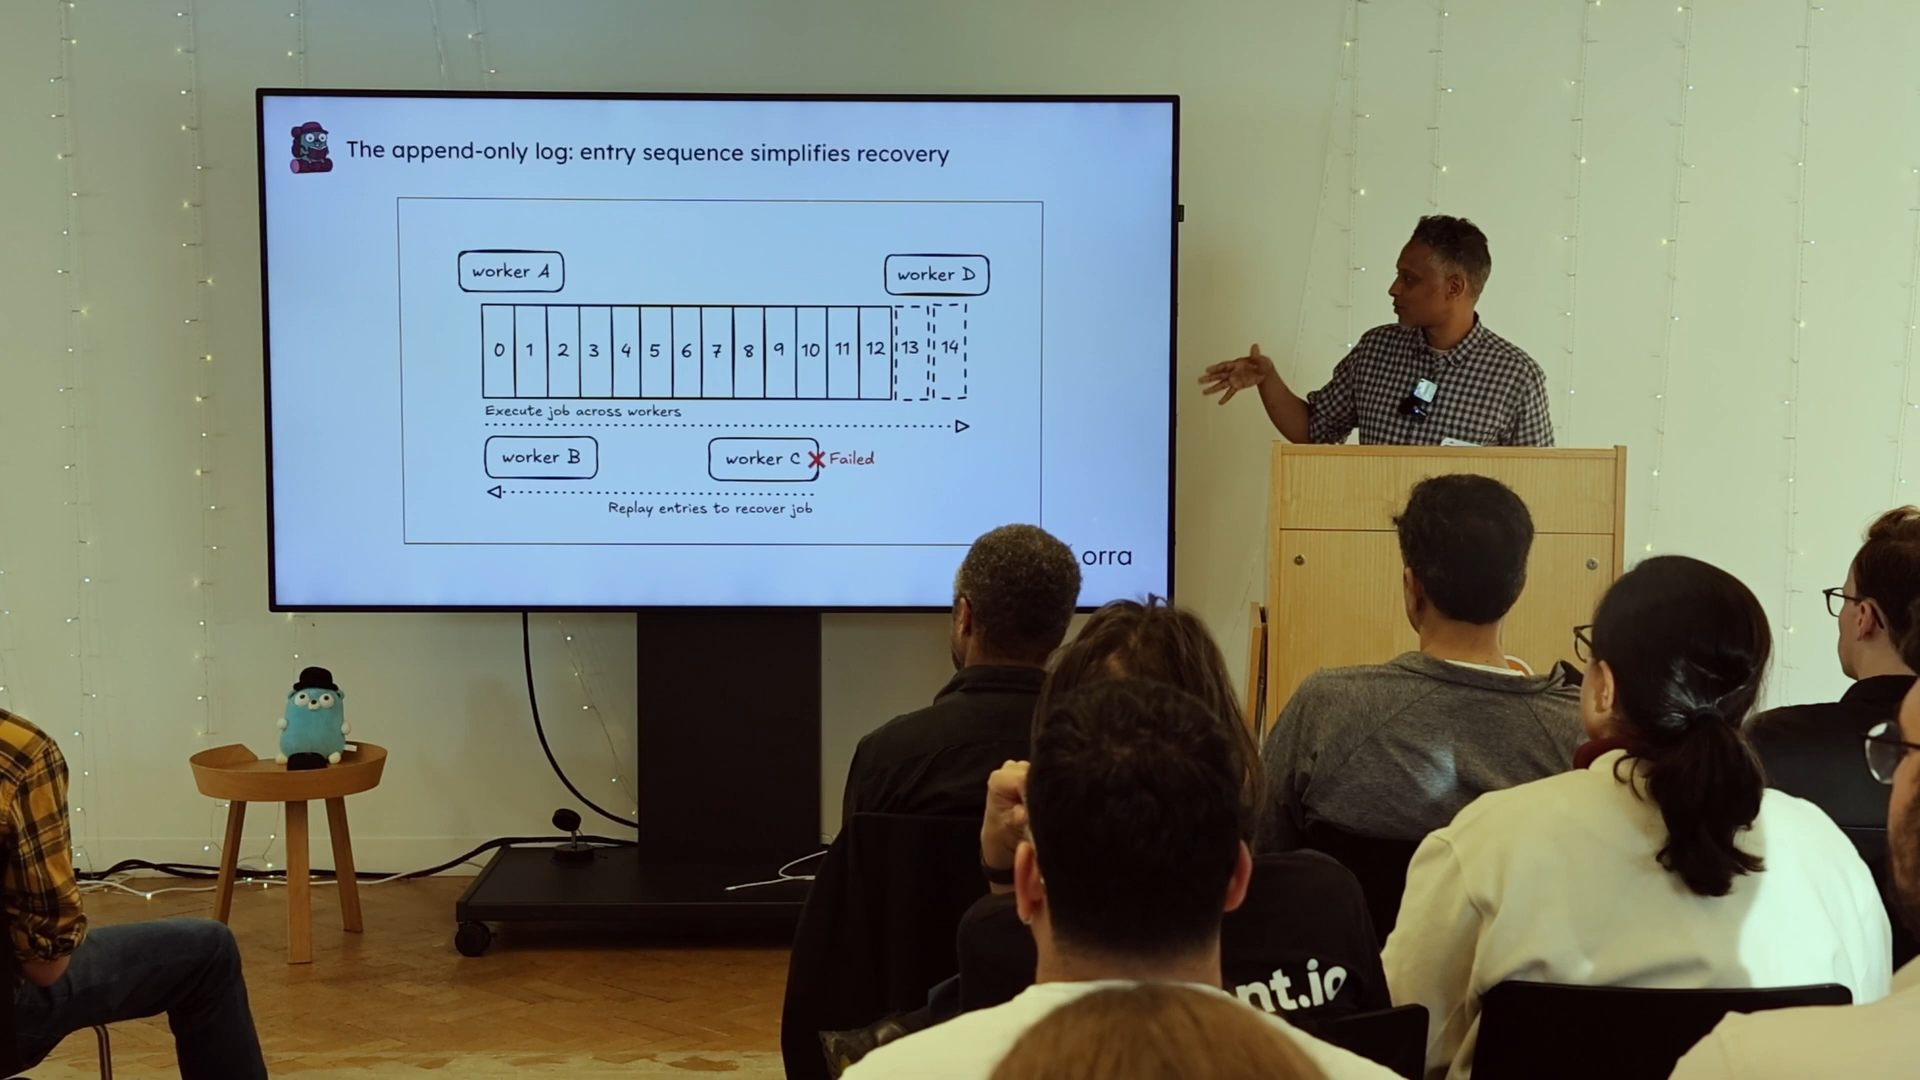 The append-only log: entry sequence simplifies recovery
worker A
worker D
0 1 2 3 4 5 6 7 8 9 10 11 12 13 14
Execute job across workers
worker B
worker C
Failed
Replay entries to recover job
orra
nt.io